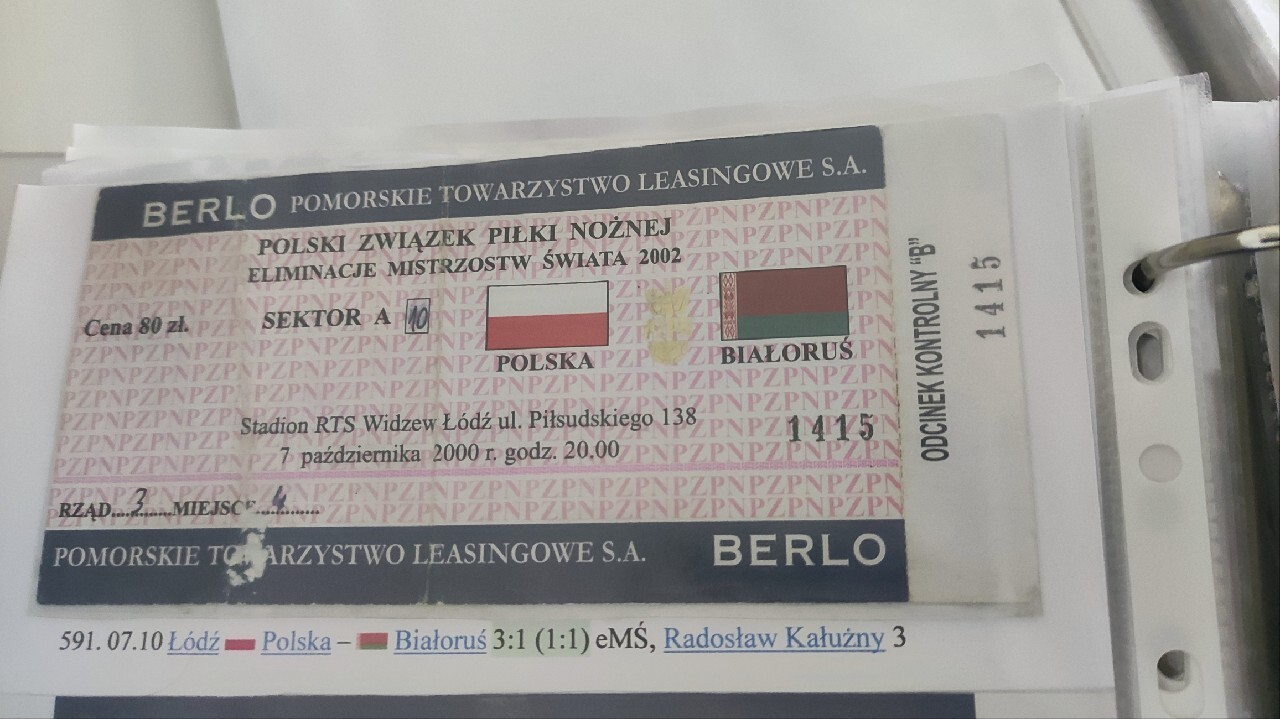 BERLO POMORSKIE TOWARZYSTWO LEASINGOWE S.A.
POLSKI ZWIĄZEK PIŁKI NOŻNEJ
ELIMINACJE MISTRZOSTW ŚWIATA 2002
Cena 80 zł. SEKTOR A 10
POLSKA BIAŁORUŚ
Stadion RTS Widzew Łódź ul. Piłsudskiego 138
7 października 2000 r. godz. 20.00
1415
RZĄD....3.....MIEJSCE....4.......
POMORSKIE TOWARZYSTWO LEASINGOWE S.A. BERLO
ODCINEK KONTROLNY "B"
1415
591. 07.10 Łódź Polska – Białoruś 3:1 (1:1) eMŚ, Radosław Kałużny 3